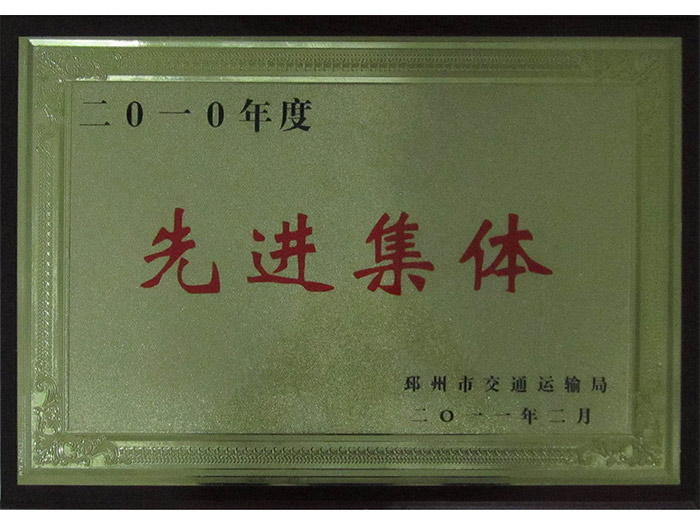 二0一0年度
先进集体
邳州市交通运输局
二0一一年二月